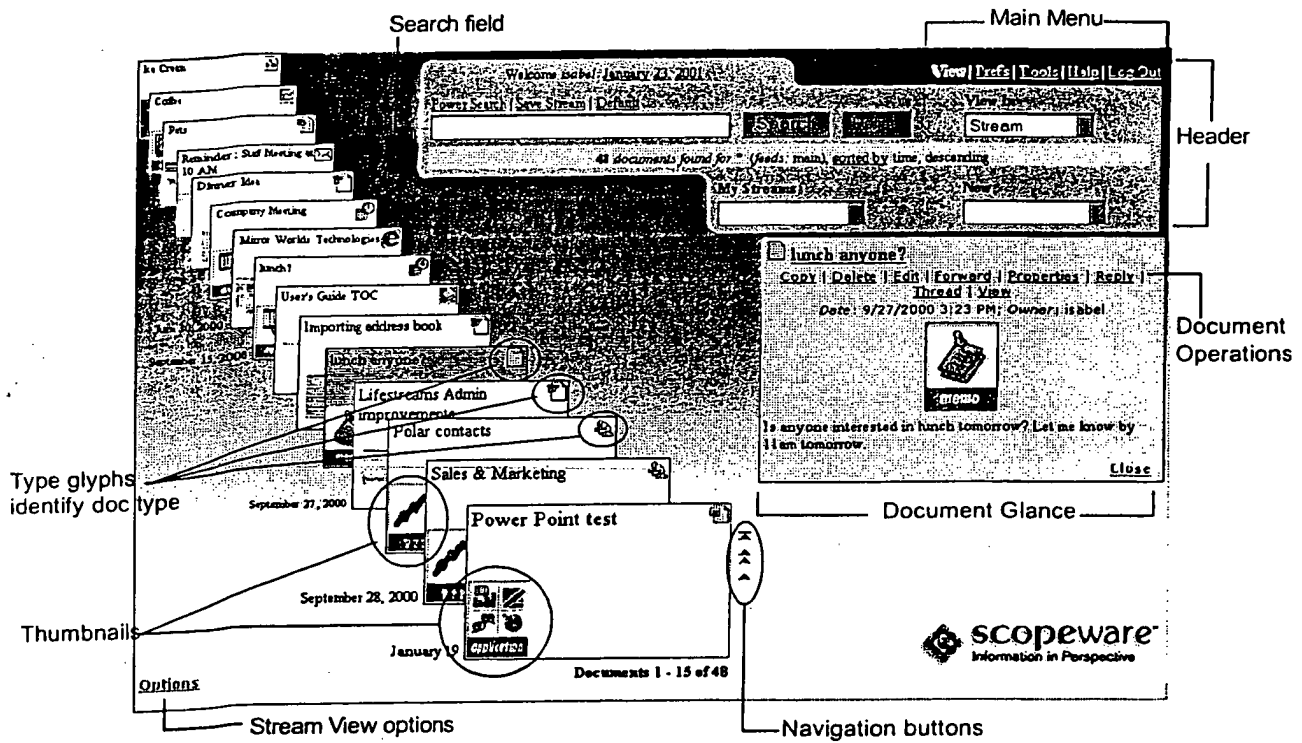 Search field
Main Menu
Ice Cream
Welcome isabel: January 23, 2001
View | Prefs | Tools | Help | Log Out
Header
Power Search | Save Stream | Default
Search
Stream
48 documents found for * (feeds: main), sorted by time, descending
My Streams
New
Pets
Reminder: Staff Meeting
10 AM
Dinner Idea
Company Meeting
Mirror Worlds Technologies
lunch?
User's Guide TOC
Importing address book
lunch anyone?
Lifestreams Admin
improvements
Polar contacts
Sales & Marketing
Power Point test
application
September 27, 2000
September 28, 2000
January 19
Documents 1 - 15 of 48
Options
lunch anyone?
Copy | Delete | Edit | Forward | Properties | Reply |
Thread | View
Date: 9/27/2000 3:23 PM; Owner: isabel
memo
Is anyone interested in lunch tomorrow? Let me know by
11am tomorrow.
Close
Document
Operations
Document Glance
Type glyphs
identify doc type
Thumbnails
scopeware
Information in Perspective
Stream View options
Navigation buttons